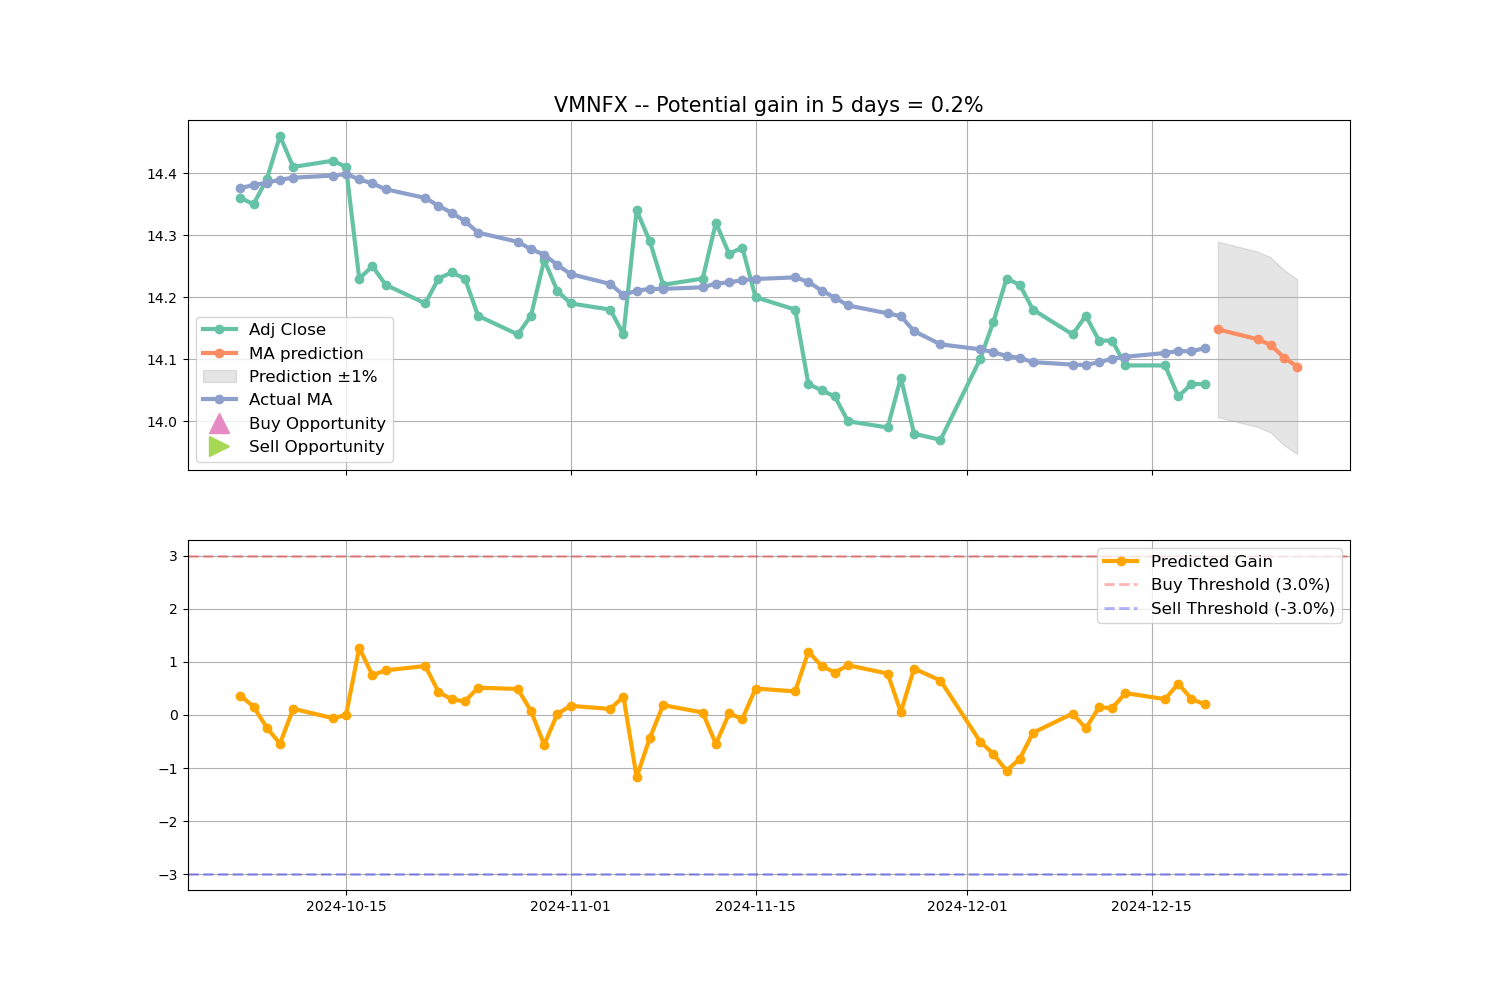 VMNFX -- Potential gain in 5 days = 0.2%
14.4
14.3
14.2
14.1
14.0
Adj Close
MA prediction
Prediction ±1%
Actual MA
Buy Opportunity
Sell Opportunity
3
2
1
0
−1
−2
−3
Predicted Gain
Buy Threshold (3.0%)
Sell Threshold (-3.0%)
2024-10-15
2024-11-01
2024-11-15
2024-12-01
2024-12-15